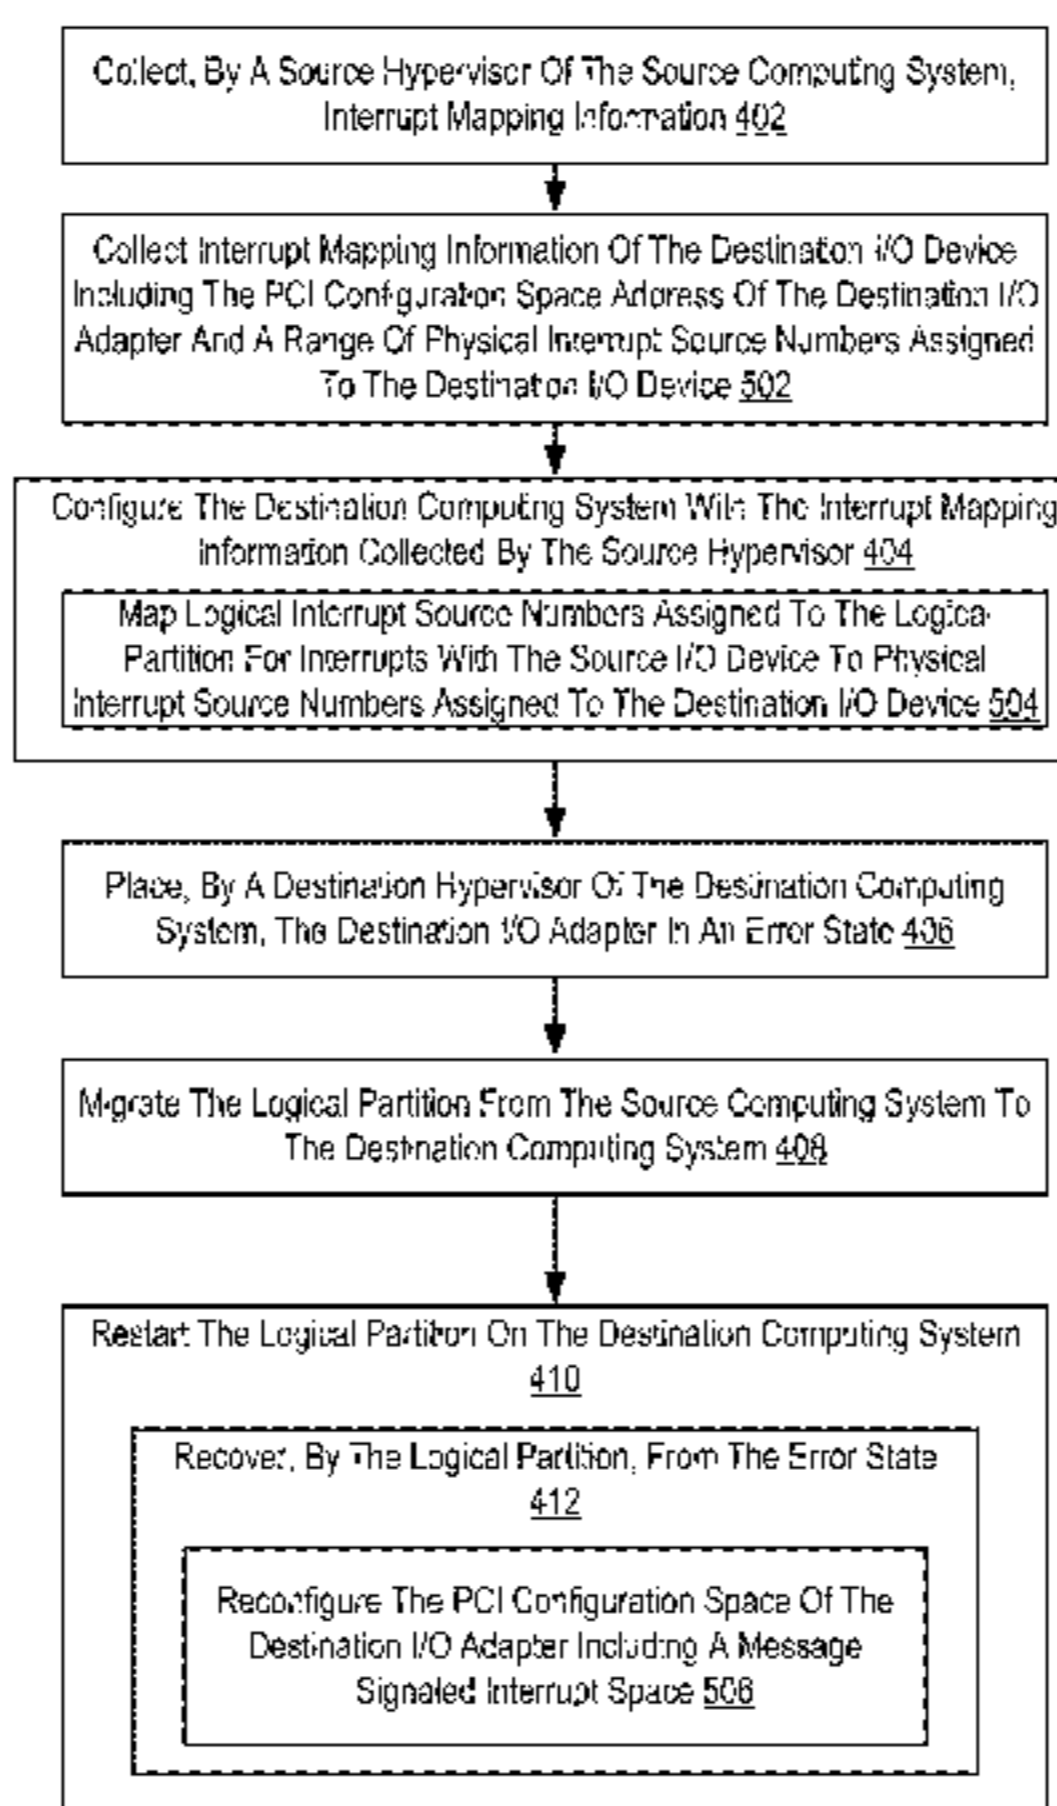 Collect, By A Source Hypervisor Of The Source Computing System,
Interrupt Mapping Information 402
Collect Interrupt Mapping Information Of The Destination I/O Device
Including The PCI Configuration Space Address Of The Destination I/O
Adapter And A Range Of Physical Interrupt Source Numbers Assigned
To The Destination I/O Device 502
Configure The Destination Computing System With The Interrupt Mapping
Information Collected By The Source Hypervisor 404
Map Logical Interrupt Source Numbers Assigned To The Logical
Partition For Interrupts With The Source I/O Device To Physical
Interrupt Source Numbers Assigned To The Destination I/O Device 504
Place, By A Destination Hypervisor Of The Destination Computing
System, The Destination I/O Adapter In An Error State 406
Migrate The Logical Partition From The Source Computing System To
The Destination Computing System 408
Restart The Logical Partition On The Destination Computing System
410
Recover, By The Logical Partition, From The Error State
412
Reconfigure The PCI Configuration Space Of The
Destination I/O Adapter Including A Message
Signaled Interrupt Space 506